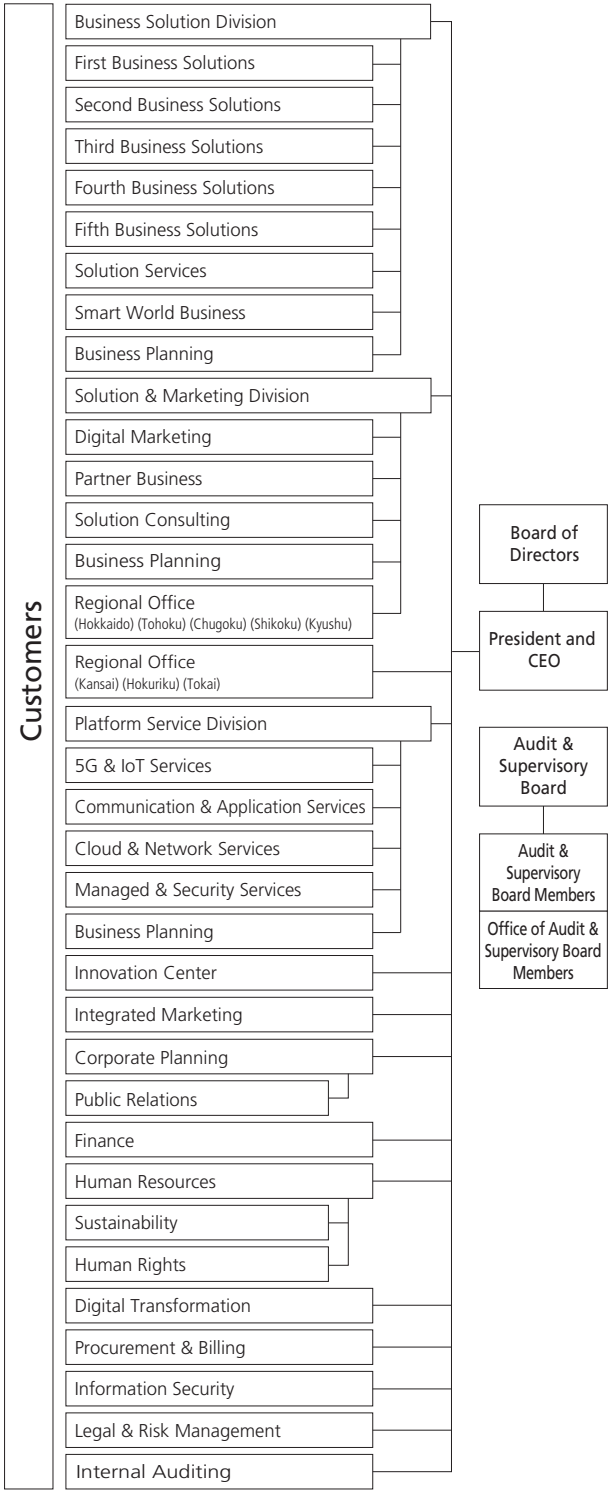 Customers
Business Solution Division
First Business Solutions
Second Business Solutions
Third Business Solutions
Fourth Business Solutions
Fifth Business Solutions
Solution Services
Smart World Business
Business Planning
Solution & Marketing Division
Digital Marketing
Partner Business
Solution Consulting
Business Planning
Regional Office
(Hokkaido) (Tohoku) (Chugoku) (Shikoku) (Kyushu)
Regional Office
(Kansai) (Hokuriku) (Tokai)
Platform Service Division
5G & IoT Services
Communication & Application Services
Cloud & Network Services
Managed & Security Services
Business Planning
Innovation Center
Integrated Marketing
Corporate Planning
Public Relations
Finance
Human Resources
Sustainability
Human Rights
Digital Transformation
Procurement & Billing
Information Security
Legal & Risk Management
Internal Auditing
Board of
Directors
President and
CEO
Audit &
Supervisory
Board
Audit &
Supervisory
Board Members
Office of Audit &
Supervisory Board
Members